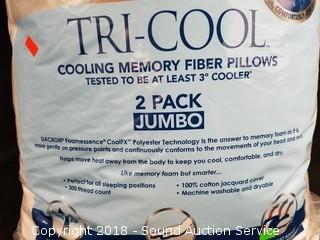 TRI-COOL
COOLING MEMORY FIBER PILLOWS
TESTED TO BE AT LEAST 3° COOLER*
2 PACK
JUMBO
DACRON® Foamessence® CoolFX™ Polyester Technology is the answer to memory foam as it is
more gentle on pressure points and continuously conforms to the movements of your head and neck.
Helps move heat away from the body to keep you cool, comfortable, and dry.
Like memory foam but smarter...
• Perfect for all sleeping positions
• 300 thread count
• 100% cotton jacquard cover
• Machine washable and dryable
Copyright 2018 - Sound Auction Service